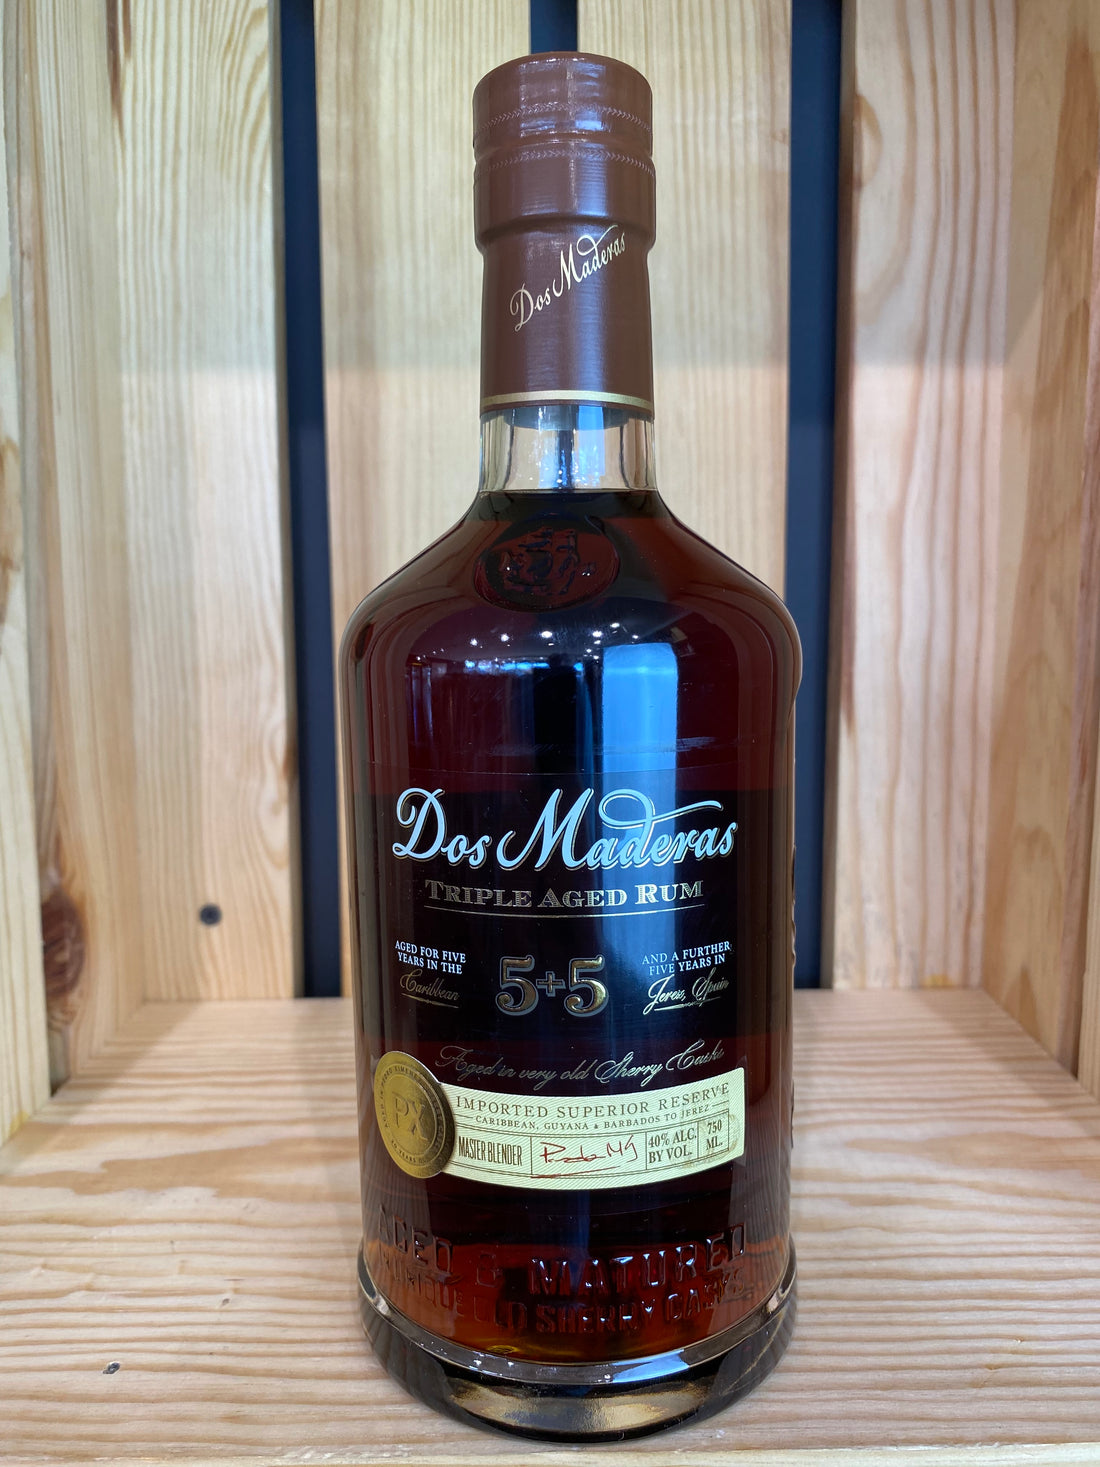 Dos Maderas
Dos Maderas
TRIPLE AGED RUM
AGED FOR FIVE
YEARS IN THE
Caribbean
5+5
AND A FURTHER
FIVE YEARS IN
Jerez, Spain
Aged in very old Sherry Casks
IMPORTED SUPERIOR RESERVE
CARIBBEAN, GUYANA & BARBADOS TO JEREZ
PX
MASTER BLENDER
40% ALC.
BY VOL.
750
ML.
AGED & MATURED
OLD SHERRY CASKS